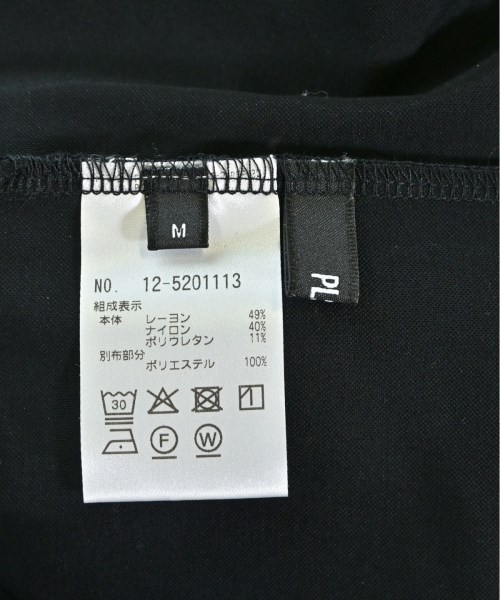 M
NO. 12-5201113
組成表示
本体 レーヨン 49%
ナイロン 40%
ポリウレタン 11%
別布部分
ポリエステル 100%
30
F W